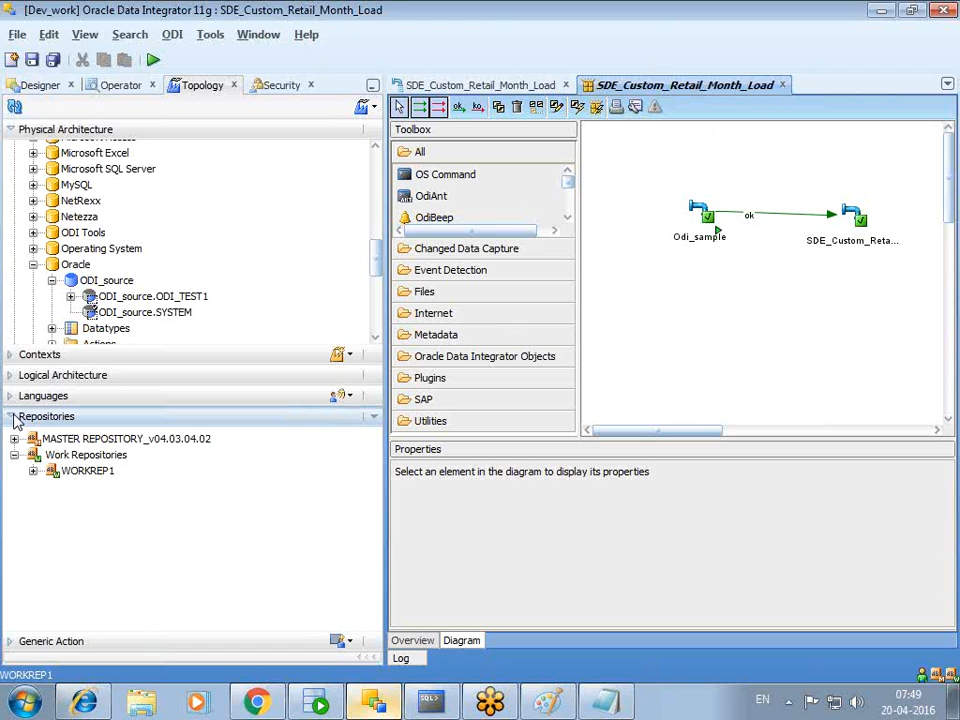 [Dev_work] Oracle Data Integrator 11g : SDE_Custom_Retail_Month_Load
File Edit View Search ODI Tools Window Help
Designer Operator Topology Security
SDE_Custom_Retail_Month_Load SDE_Custom_Retail_Month_Load
Physical Architecture
Microsoft Excel
Microsoft SQL Server
MySQL
NetRexx
Netezza
ODI Tools
Operating System
Oracle
ODI_source
ODI_source.ODI_TEST1
ODI_source.SYSTEM
Datatypes
Contexts
Logical Architecture
Languages
Repositories
MASTER REPOSITORY_v04.03.04.02
Work Repositories
WORKREP1
Generic Action
Toolbox
All
OS Command
OdiAnt
OdiBeep
Changed Data Capture
Event Detection
Files
Internet
Metadata
Oracle Data Integrator Objects
Plugins
SAP
Utilities
ok
Odi_sample
SDE_Custom_Reta...
Properties
Select an element in the diagram to display its properties
Overview Diagram
Log
WORKREP1
EN
07:49
20-04-2016